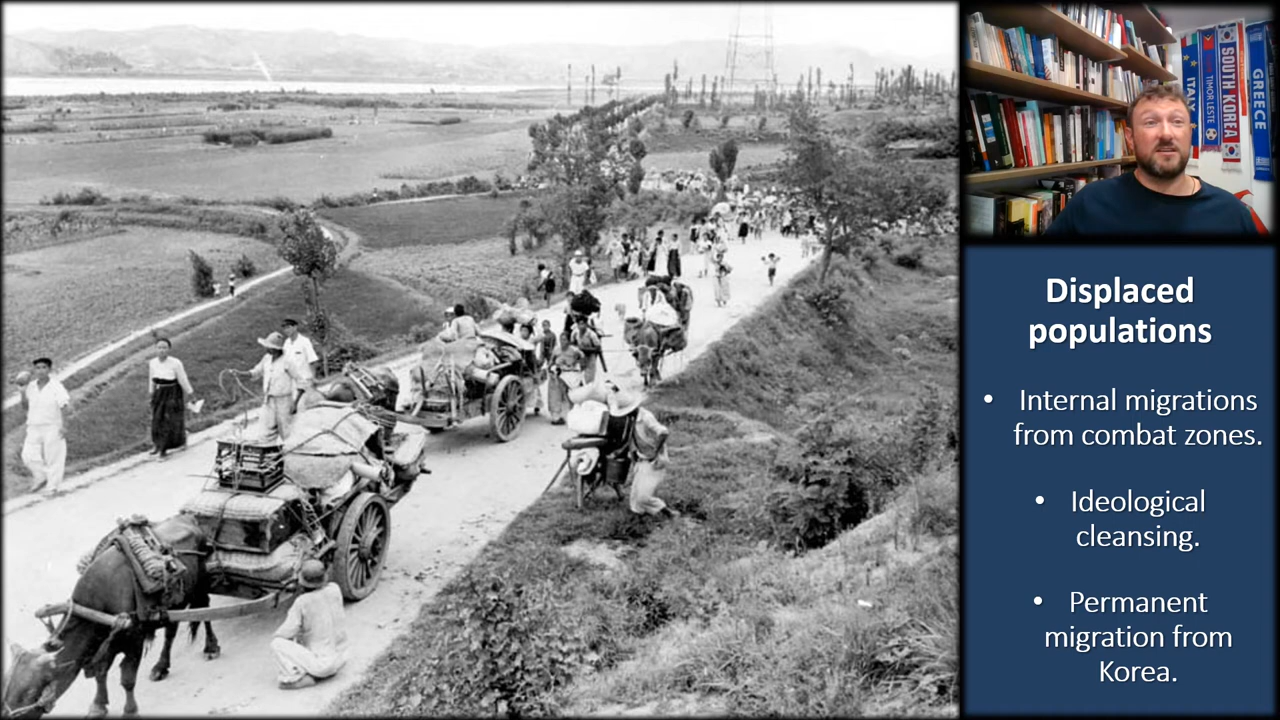 ITALY
TIMOR LESTE
SOUTH KOREA
GREECE
Displaced
populations
• Internal migrations
from combat zones.
• Ideological
cleansing.
• Permanent
migration from
Korea.